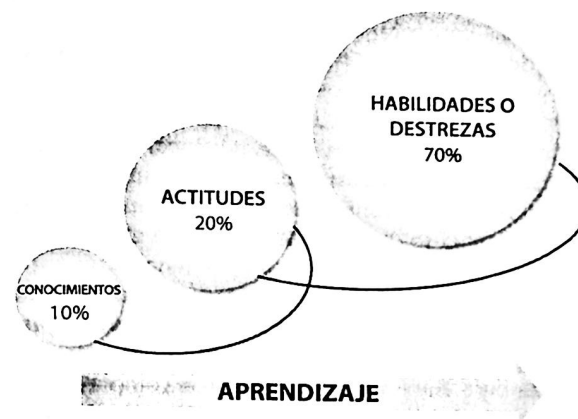 HABILIDADES O
DESTREZAS
70%
ACTITUDES
20%
CONOCIMIENTOS
10%
APRENDIZAJE